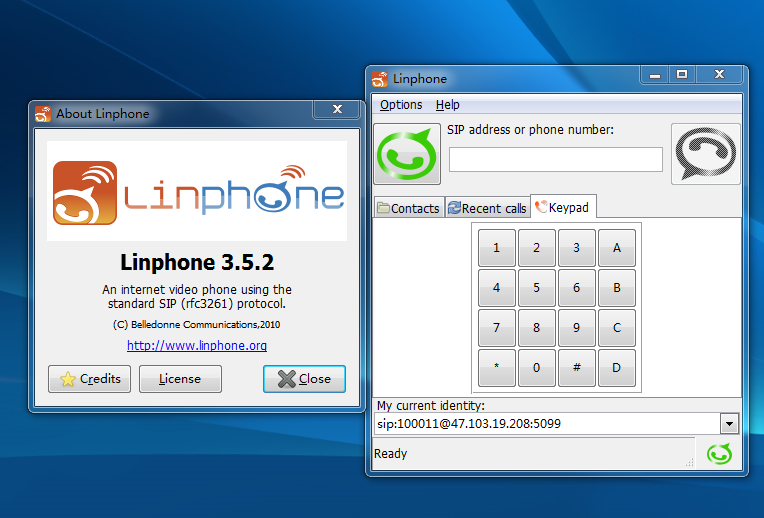 About Linphone
Linphone
Linphone 3.5.2
An internet video phone using the
standard SIP (rfc3261) protocol.
(C) Belledonne Communications,2010
http://www.linphone.org
Credits
License
Close
Linphone
Options Help
SIP address or phone number:
Contacts Recent calls Keypad
1 2 3 A
4 5 6 B
7 8 9 C
* 0 # D
My current identity:
sip:100011@47.103.19.208:5099
Ready